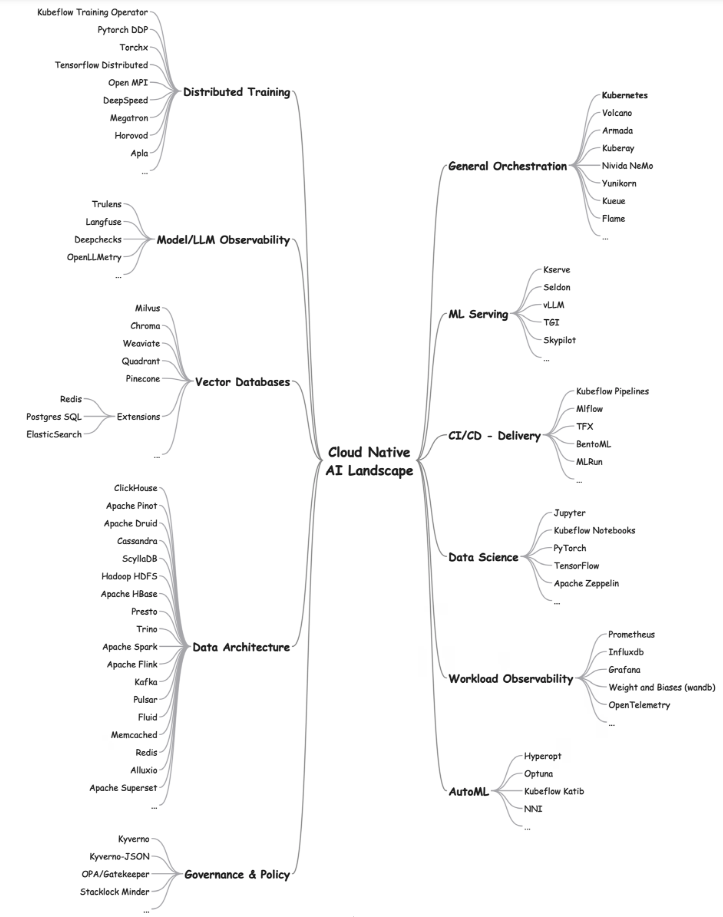 Cloud Native
AI Landscape
Distributed Training
Kubeflow Training Operator
Pytorch DDP
Torchx
Tensorflow Distributed
Open MPI
DeepSpeed
Megatron
Horovod
Apla
...
Model/LLM Observability
Trulens
Langfuse
Deepchecks
OpenLLMetry
...
Vector Databases
Milvus
Chroma
Weaviate
Quadrant
Pinecone
Extensions
Redis
Postgres SQL
ElasticSearch
...
Data Architecture
ClickHouse
Apache Pinot
Apache Druid
Cassandra
ScyllaDB
Hadoop HDFS
Apache HBase
Presto
Trino
Apache Spark
Apache Flink
Kafka
Pulsar
Fluid
Memcached
Redis
Alluxio
Apache Superset
...
Governance & Policy
Kyverno
Kyverno-JSON
OPA/Gatekeeper
Stacklock Minder
...
General Orchestration
Kubernetes
Volcano
Armada
Kuberay
Nivida NeMo
Yunikorn
Kueue
Flame
...
ML Serving
Kserve
Seldon
vLLM
TGI
Skypilot
...
CI/CD - Delivery
Kubeflow Pipelines
Mlflow
TFX
BentoML
MLRun
...
Data Science
Jupyter
Kubeflow Notebooks
PyTorch
TensorFlow
Apache Zeppelin
...
Workload Observability
Prometheus
Influxdb
Grafana
Weight and Biases (wandb)
OpenTelemetry
...
AutoML
Hyperopt
Optuna
Kubeflow Katib
NNI
...